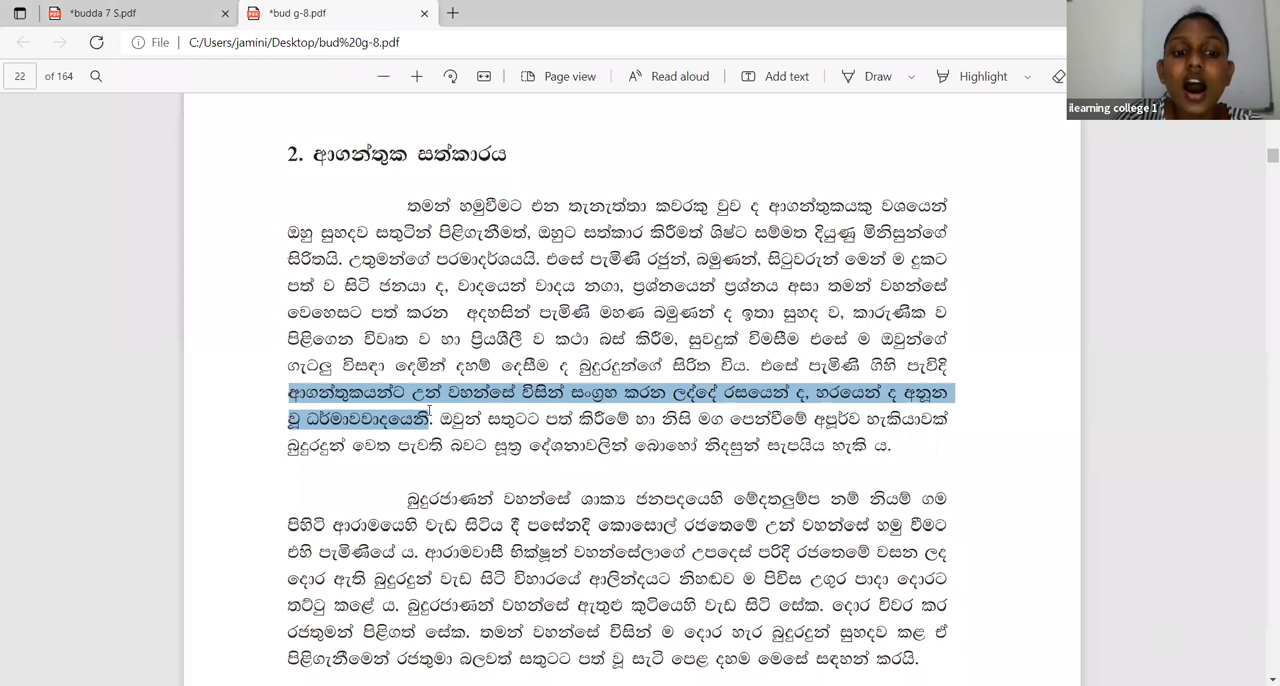 *budda 7 S.pdf
*bud g-8.pdf
File
C:/Users/jamini/Desktop/bud%20g-8.pdf
22 of 164
Page view
Read aloud
Add text
Draw
Highlight
ilearning college 1
2. ආගන්තුක සත්කාරය
තමන් හමුවීමට එන තැනැත්තා කවරකු වුව ද ආගන්තුකයකු වශයෙන්
ඔහු සුහදව සතුටින් පිළිගැනීමත්, ඔහුට සත්කාර කිරීමත් ශිෂ්ට සම්මත දියුණු මිනිසුන්ගේ
සිරිතයි. උතුමන්ගේ පරමාදර්ශයයි. එසේ පැමිණි රජුන්, බමුණන්, සිටුවරුන් මෙන් ම දුකට
පත් ව සිටි ජනයා ද, වාදයෙන් වාදය නගා, ප්‍රශ්නයෙන් ප්‍රශ්නය අසා තමන් වහන්සේ
වෙහෙසට පත් කරන අදහසින් පැමිණි මහණ බමුණන් ද ඉතා සුහද ව, කාරුණික ව
පිළිගෙන විවෘත ව හා ප්‍රියශීලී ව කථා බස් කිරීම, සුවදුක් විමසීම එසේ ම ඔවුන්ගේ
ගැටලු විසඳා දෙමින් දහම් දෙසීම ද බුදුරදුන්ගේ සිරිත විය. එසේ පැමිණි ගිහි පැවිදි
ආගන්තුකයන්ට උන් වහන්සේ විසින් සංග්‍රහ කරන ලද්දේ රසයෙන් ද, හරයෙන් ද අනූන
වූ ධර්මාවවාදයෙනි. ඔවුන් සතුටට පත් කිරීමේ හා නිසි මග පෙන්වීමේ අපූර්ව හැකියාවක්
බුදුරදුන් වෙත පැවති බවට සූත්‍ර දේශනාවලින් බොහෝ නිදසුන් සැපයිය හැකි ය.
බුදුරජාණන් වහන්සේ ශාක්‍ය ජනපදයෙහි මේදතලුම්ප නම් නියම් ගම
පිහිටි ආරාමයෙහි වැඩ සිටිය දී පසේනදි කොසොල් රජතෙමේ උන් වහන්සේ හමු වීමට
එහි පැමිණියේ ය. ආරාමවාසී භික්ෂූන් වහන්සේලාගේ උපදෙස් පරිදි රජතෙමේ වසන ලද
දොර ඇති බුදුරදුන් වැඩ සිටි විහාරයේ ආලින්දයට නිහඬව ම පිවිස උගුර පාදා දොරට
තට්ටු කළේ ය. බුදුරජාණන් වහන්සේ ඇතුළු කුටියෙහි වැඩ සිටි සේක. දොර විවර කර
රජතුමන් පිළිගත් සේක. තමන් වහන්සේ විසින් ම දොර හැර බුදුරදුන් සුහදව කළ ඒ
පිළිගැනීමෙන් රජතුමා බලවත් සතුටට පත් වූ සැටි පෙළ දහම මෙසේ සඳහන් කරයි.